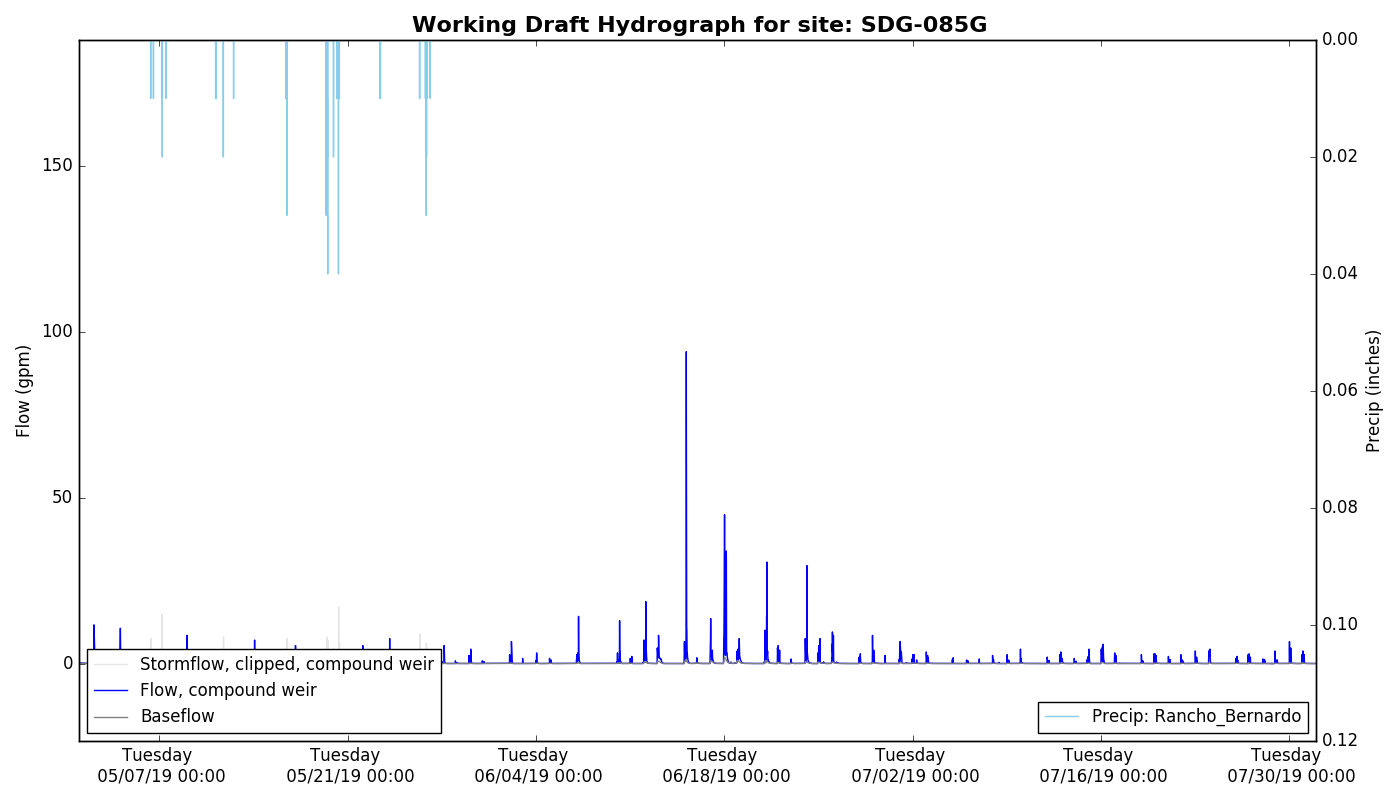 Working Draft Hydrograph for site: SDG-085G
Flow (gpm)
150
100
50
0
0.00
0.02
0.04
0.06
0.08
0.10
0.12
Precip (inches)
Stormflow, clipped, compound weir
Flow, compound weir
Baseflow
Precip: Rancho_Bernardo
Tuesday
05/07/19 00:00
Tuesday
05/21/19 00:00
Tuesday
06/04/19 00:00
Tuesday
06/18/19 00:00
Tuesday
07/02/19 00:00
Tuesday
07/16/19 00:00
Tuesday
07/30/19 00:00